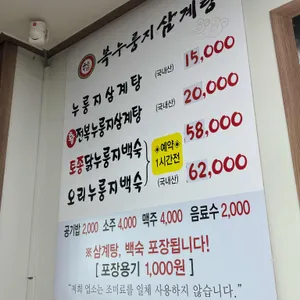 복누룽지삼계탕
누룽지삼계탕 (국내산) 15,000
전복누룽지삼계탕 (국내산) 20,000
토종닭누룽지백숙 58,000
*예약*
1시간전
오리누룽지백숙 (국내산) 62,000
공기밥 2,000 소주 4,000 맥주 4,000 음료수 2,000
※삼계탕, 백숙 포장됩니다!
[ 포장용기 1,000원 ]
"저희 업소는 조미료를 일체 사용하지 않습니다."